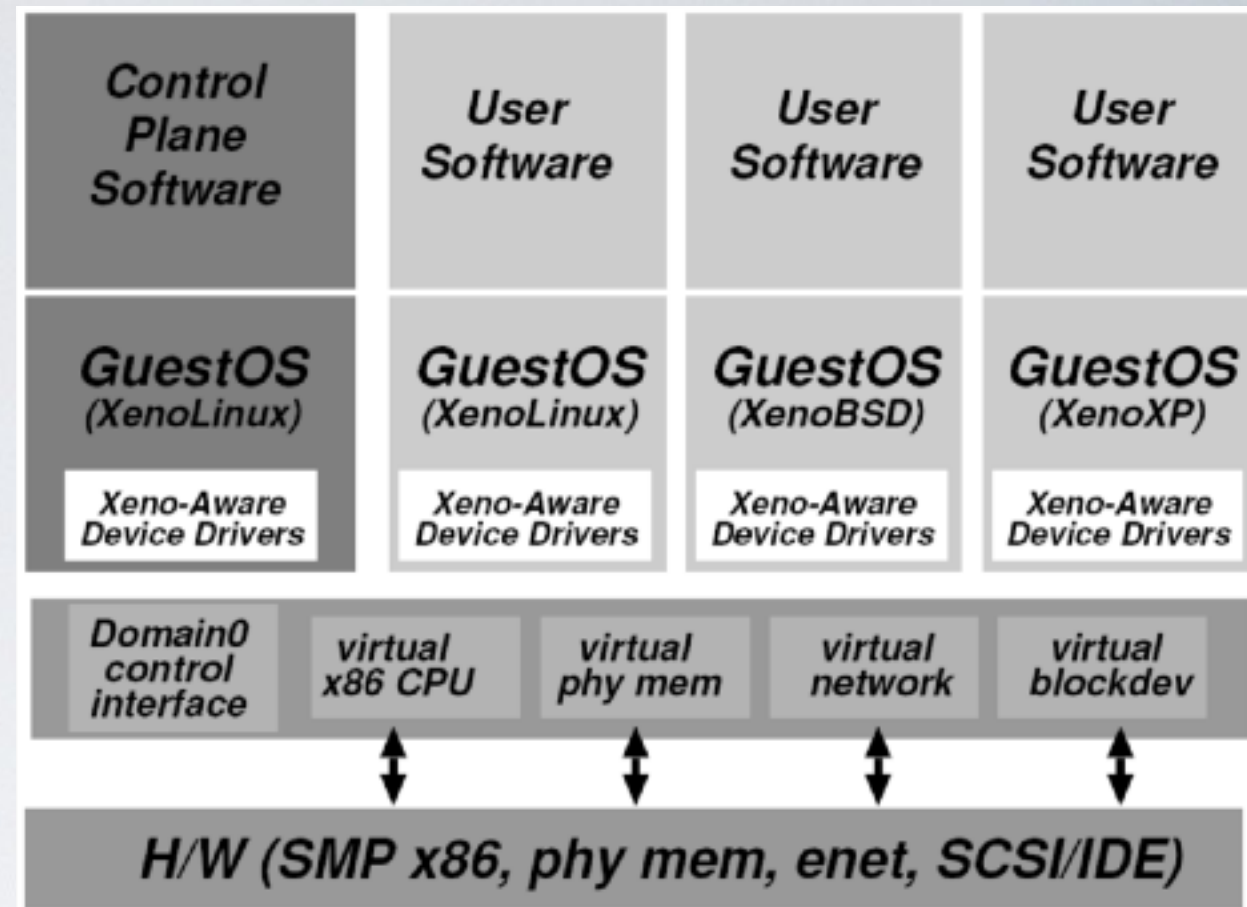 Control
Plane
Software
User
Software
User
Software
User
Software
GuestOS
(XenoLinux)
Xeno-Aware
Device Drivers
GuestOS
(XenoLinux)
Xeno-Aware
Device Drivers
GuestOS
(XenoBSD)
Xeno-Aware
Device Drivers
GuestOS
(XenoXP)
Xeno-Aware
Device Drivers
Domain0
control
interface
virtual
x86 CPU
virtual
phy mem
virtual
network
virtual
blockdev
H/W (SMP x86, phy mem, enet, SCSI/IDE)